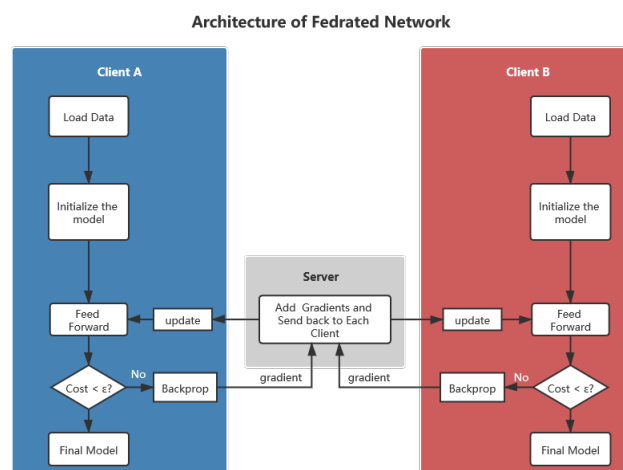 Architecture of Fedrated Network
Client A
Load Data
Initialize the
model
Feed
Forward
update
Cost < ε?
No
Backprop
gradient
Final Model
Server
Add Gradients and
Send back to Each
Client
Client B
Load Data
Initialize the
model
update
Feed
Forward
gradient
Backprop
No
Cost < ε?
Final Model